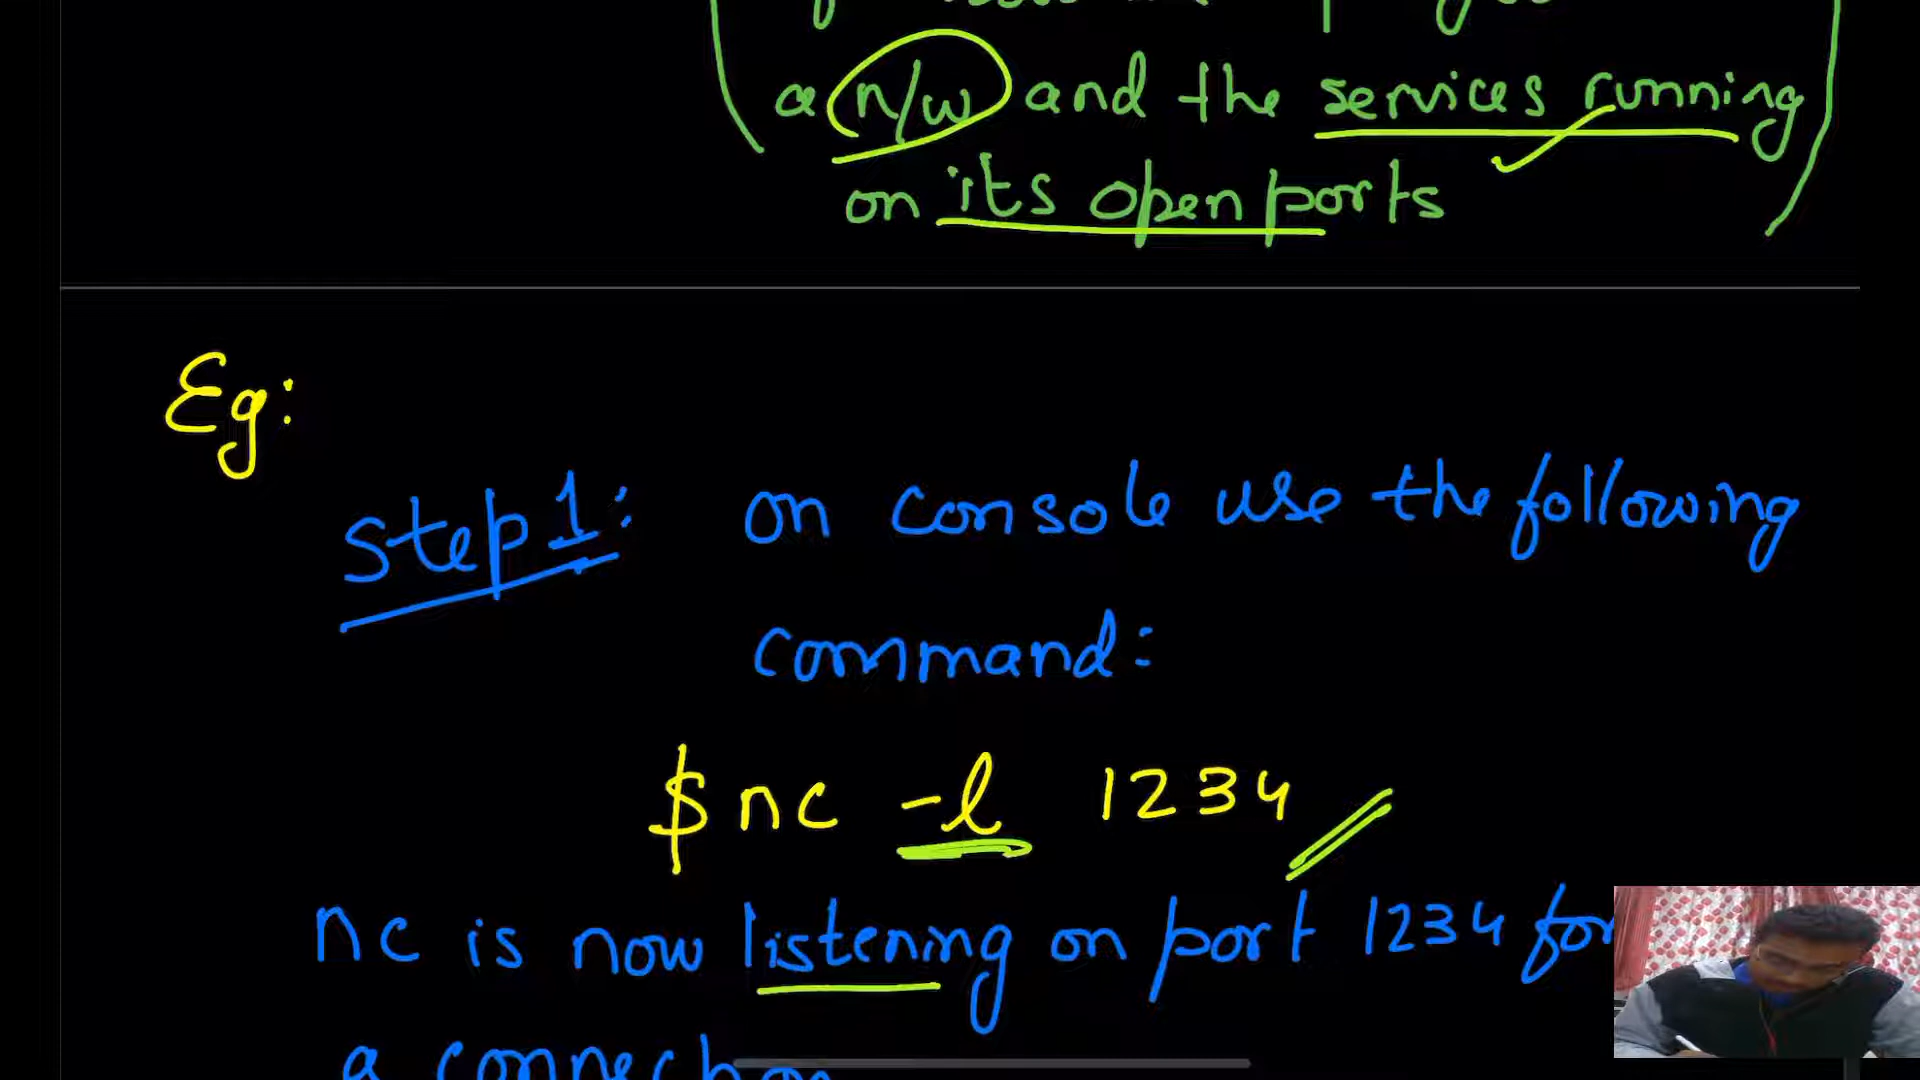 a n/w and the services running
on its open ports
Eg:
Step 1: on console use the following
command:
$ nc -l 1234
nc is now listening on port 1234 for
a connection